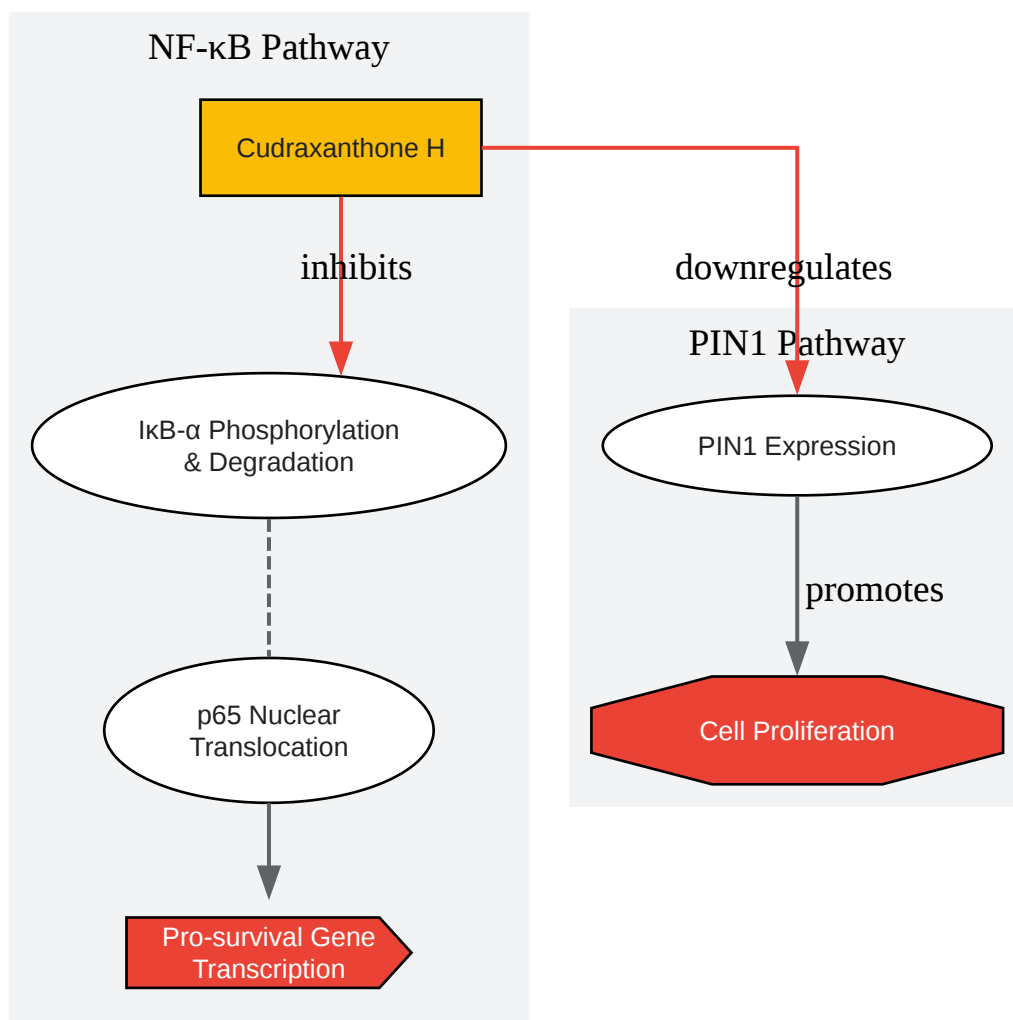 NF-κB Pathway
Cudraxanthone H
inhibits
downregulates
PIN1 Pathway
IκB-α Phosphorylation
& Degradation
PIN1 Expression
promotes
p65 Nuclear
Translocation
Cell Proliferation
Pro-survival Gene
Transcription